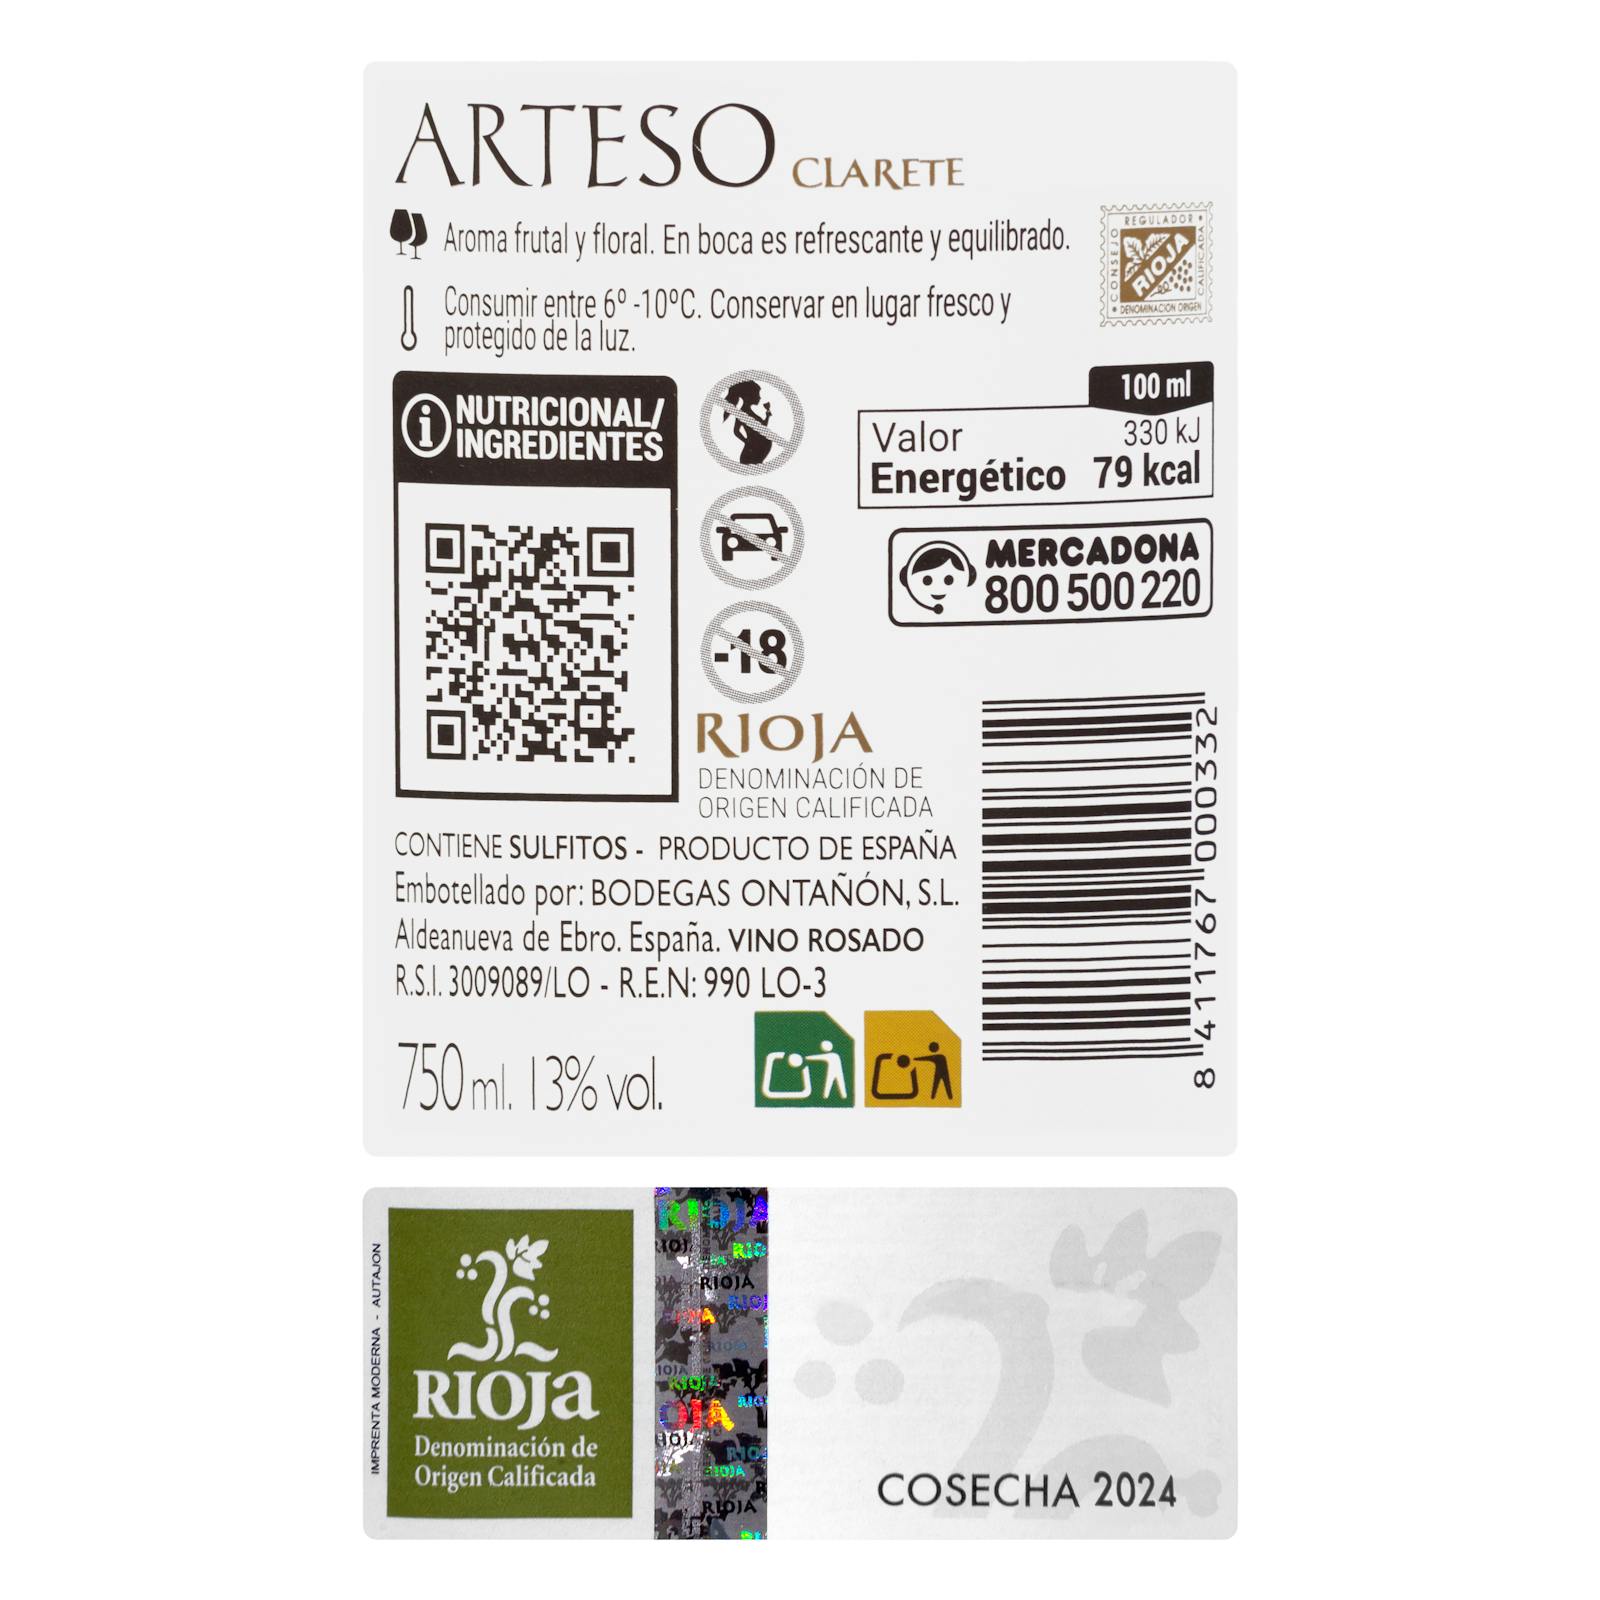 ARTESO CLARETE
Aroma frutal y floral. En boca es refrescante y equilibrado.
Consumir entre 6º -10ºC. Conservar en lugar fresco y
protegido de la luz.
CONSEJO REGULADOR
RIOJA
DENOMINACIÓN ORIGEN CALIFICADA
NUTRICIONAL/
INGREDIENTES
-18
100 ml
Valor 330 kJ
Energético 79 kcal
MERCADONA
800 500 220
RIOJA
DENOMINACIÓN DE
ORIGEN CALIFICADA
CONTIENE SULFITOS - PRODUCTO DE ESPAÑA
Embotellado por: BODEGAS ONTAÑÓN, S.L.
Aldeanueva de Ebro. España. VINO ROSADO
R.S.I. 3009089/LO - R.E.N: 990 LO-3
750 ml. 13% vol.
8 411767 000332
IMPRENTA MODERNA - AUTAJON
RIOJA
Denominación de
Origen Calificada
RIOJA
RIOJA
RIOJA
COSECHA 2024